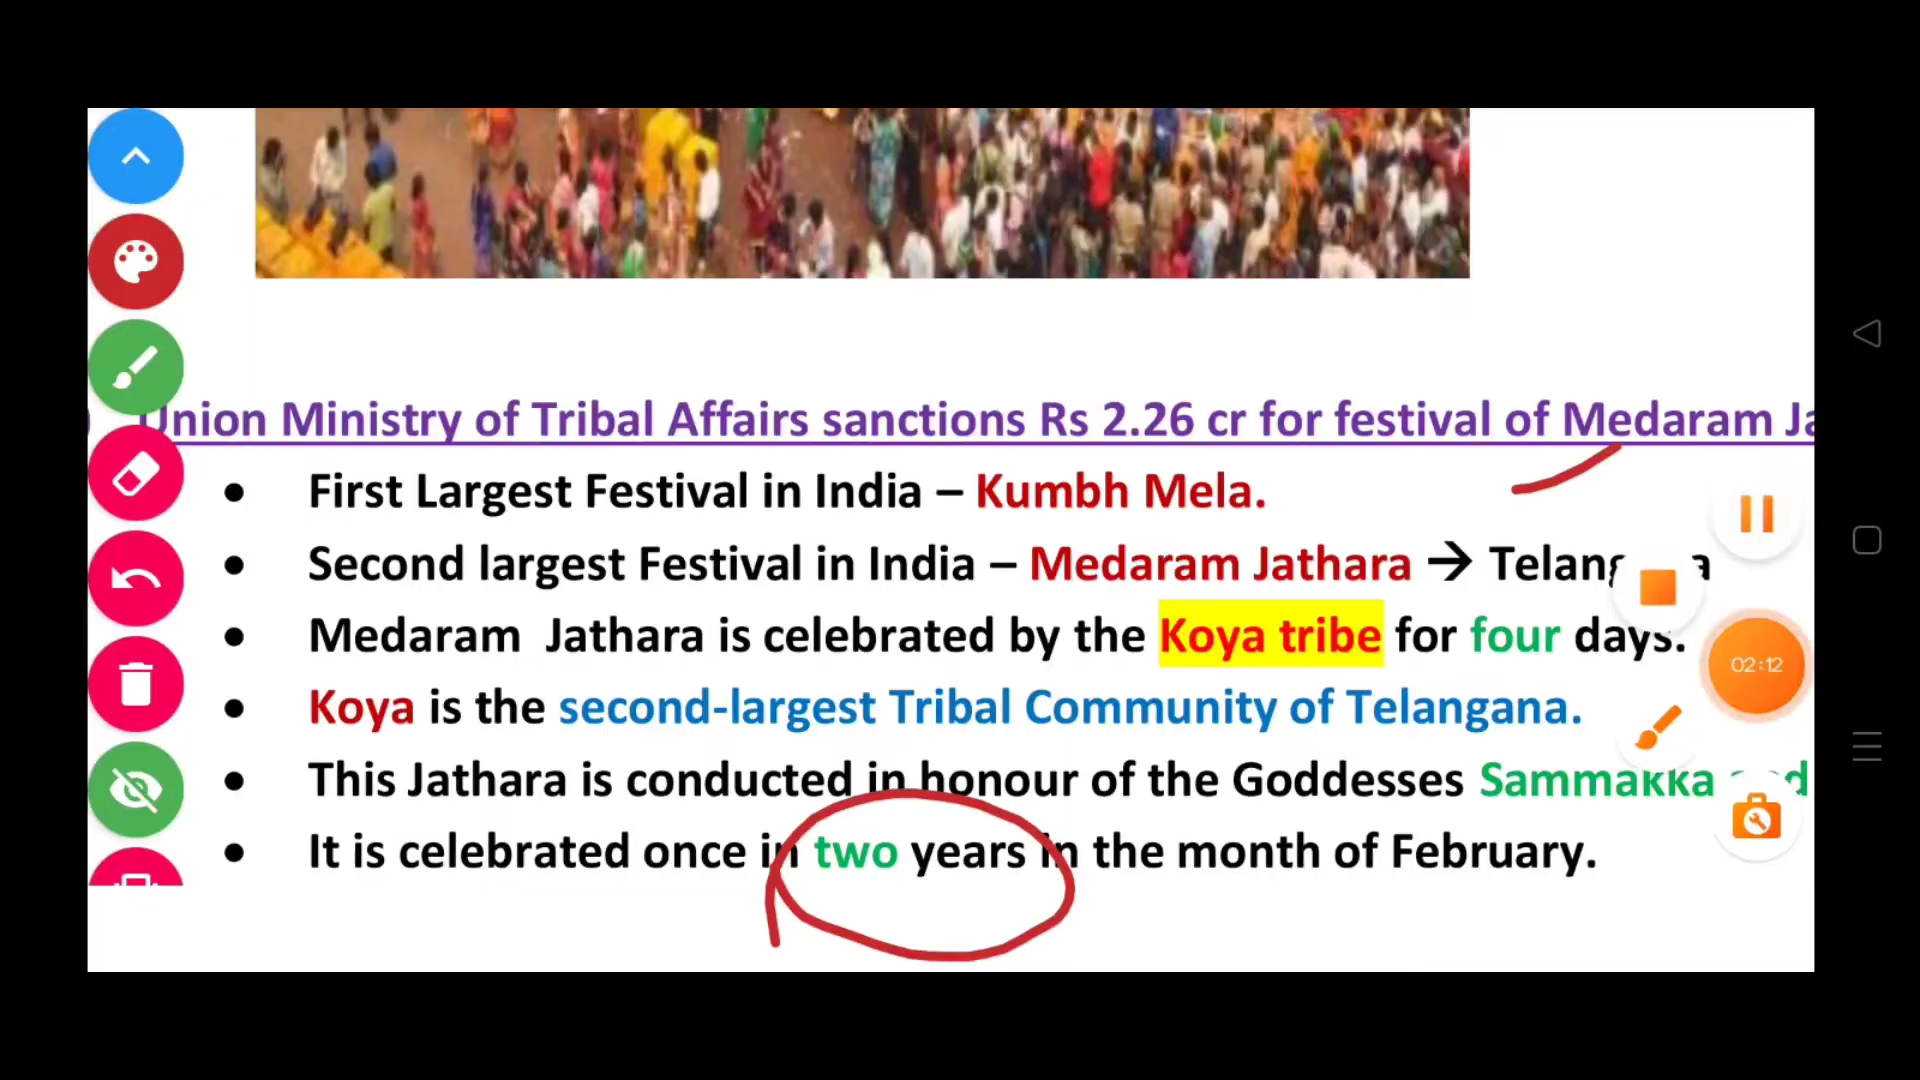 Union Ministry of Tribal Affairs sanctions Rs 2.26 cr for festival of Medaram
• First Largest Festival in India – Kumbh Mela.
• Second largest Festival in India – Medaram Jathara →
• Medaram Jathara is celebrated by the Koya tribe for four days.
02:12
• Koya is the second-largest Tribal Community of Telangana.
• This Jathara is conducted in honour of the Goddesses Sammakka
• It is celebrated once in two years in the month of February.